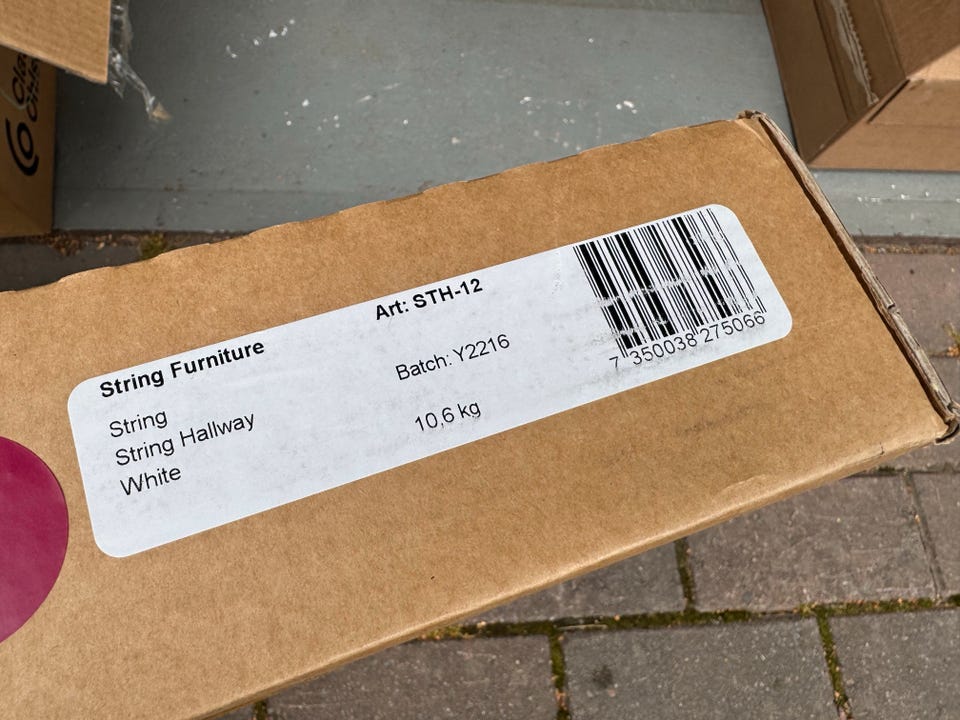 String Furniture
String
String Hallway
White
Art: STH-12
Batch: Y2216
10,6 kg
7 350038 275066